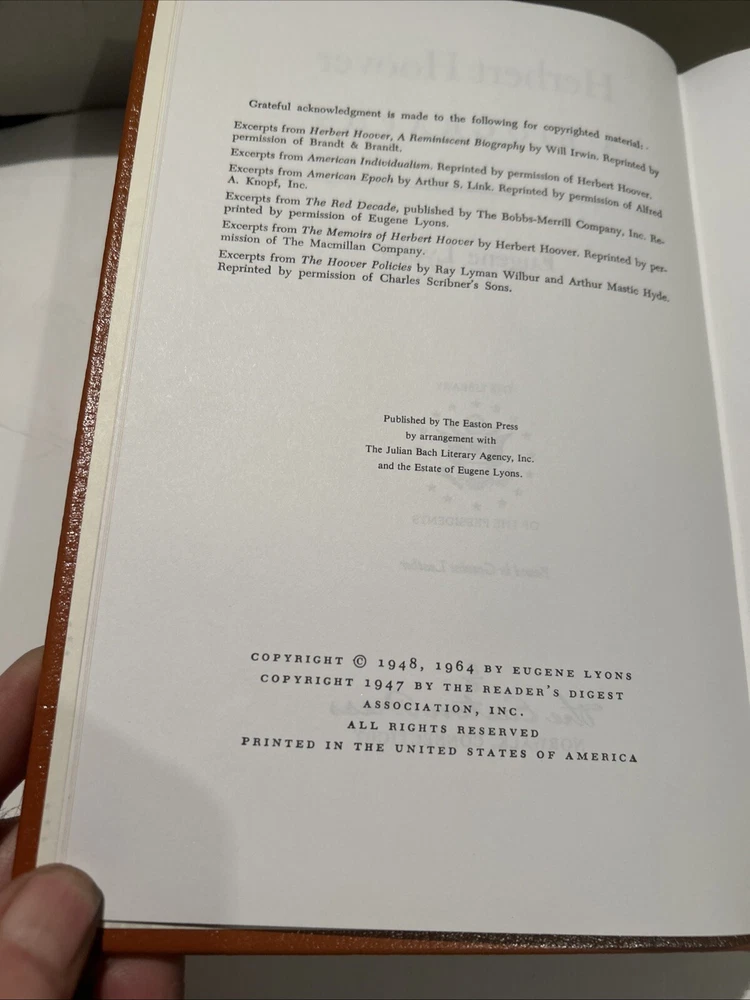 Grateful acknowledgment is made to the following for copyrighted material:
Excerpts from Herbert Hoover, A Reminiscent Biography by Will Irwin. Reprinted by
permission of Brandt & Brandt.
Excerpts from American Individualism. Reprinted by permission of Herbert Hoover.
Excerpts from American Epoch by Arthur S. Link. Reprinted by permission of Alfred
A. Knopf, Inc.
Excerpts from The Red Decade, published by The Bobbs-Merrill Company, Inc. Re-
printed by permission of Eugene Lyons.
Excerpts from The Memoirs of Herbert Hoover by Herbert Hoover. Reprinted by per-
mission of The Macmillan Company.
Excerpts from The Hoover Policies by Ray Lyman Wilbur and Arthur Mastic Hyde.
Reprinted by permission of Charles Scribner's Sons.
Published by The Easton Press
by arrangement with
The Julian Bach Literary Agency, Inc.
and the Estate of Eugene Lyons.
COPYRIGHT © 1948, 1964 BY EUGENE LYONS
COPYRIGHT 1947 BY THE READER'S DIGEST
ASSOCIATION, INC.
ALL RIGHTS RESERVED
PRINTED IN THE UNITED STATES OF AMERICA